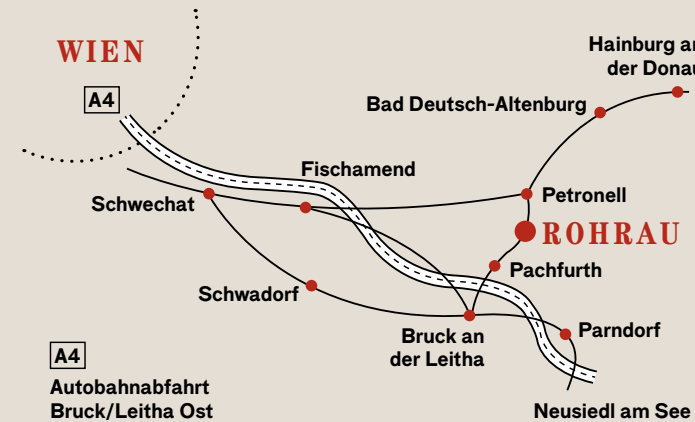 WIEN
Hainburg an
der Donau
A4
Bad Deutsch-Altenburg
Fischamend
Schwechat
Petronell
ROHRAU
Pachfurth
Schwadorf
Bruck an
der Leitha
Parndorf
A4
Autobahnabfahrt
Bruck/Leitha Ost
Neusiedl am See